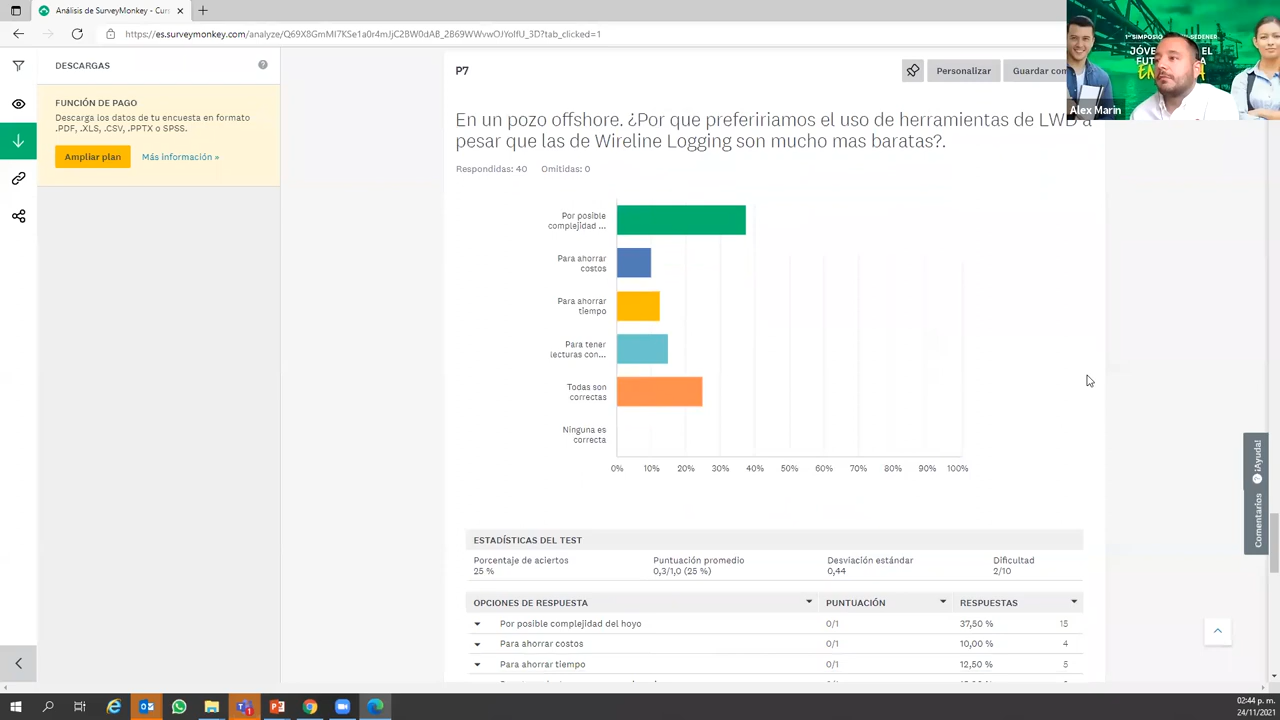 Análisis de SurveyMonkey - Curs
https://es.surveymonkey.com/analyze/Q69X8GmMI7KSe1a0r4mJjC2BW0dAB_2B69WWvwOJYoIfU_3D?tab_clicked=1
DESCARGAS
FUNCIÓN DE PAGO
Descarga los datos de tu encuesta en formato
.PDF, .XLS, .CSV, .PPTX o SPSS.
Ampliar plan
Más información »
P7
Personalizar
Guardar com
1er SIMPOSIO
SEDENER
JÓVE
EL
FUT
A
EN
A
Alex Marin
En un pozo offshore. ¿Por que prefeririamos el uso de herramientas de LWD a
pesar que las de Wireline Logging son mucho mas baratas?.
Respondidas: 40 Omitidas: 0
Por posible
complejidad ...
Para ahorrar
costos
Para ahorrar
tiempo
Para tener
lecturas con...
Todas son
correctas
Ninguna es
correcta
0% 10% 20% 30% 40% 50% 60% 70% 80% 90% 100%
ESTADÍSTICAS DEL TEST
Porcentaje de aciertos Puntuación promedio Desviación estándar Dificultad
25 % 0,3/1,0 (25 %) 0,44 2/10
OPCIONES DE RESPUESTA PUNTUACIÓN RESPUESTAS
Por posible complejidad del hoyo 0/1 37,50 % 15
Para ahorrar costos 0/1 10,00 % 4
Para ahorrar tiempo 0/1 12,50 % 5
¡Ayuda!
Comentarios
02:44 p. m.
24/11/2021